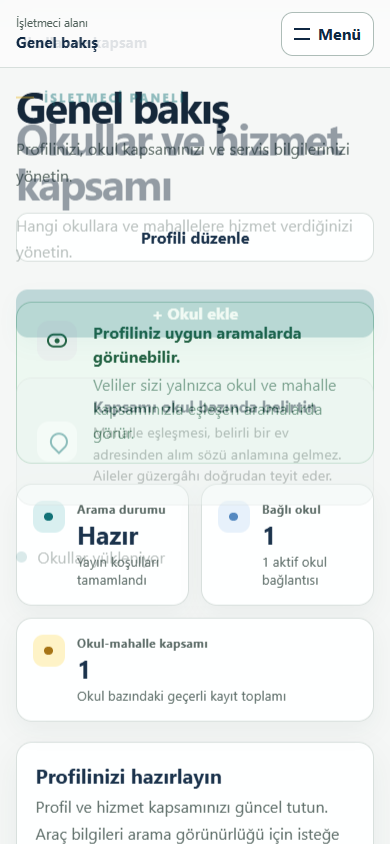 İşletmeci alanı
Genel bakış
Menü
İŞLETMECİ PANELİ
Genel bakış
Okullar ve hizmet
kapsamı
Profilinizi, okul kapsamınızı ve servis bilgilerinizi
yönetin.
Hangi okullara ve mahallelere hizmet verdiğinizi
yönetin.
Profili düzenle
+ Okul ekle
Profiliniz uygun aramalarda
görünebilir.
Veliler sizi yalnızca okul ve mahalle
kapsamınızla eşleşen aramalarda
görür.
Kapsamı okul bazında belirtin
Mahalle eşleşmesi, belirli bir ev
adresinden alım sözü anlamına gelmez.
Aileler güzergâhı doğrudan teyit eder.
Arama durumu
Hazır
Yayın koşulları
tamamlandı
Bağlı okul
1
1 aktif okul
bağlantısı
Okullar yükleniyor
Okul-mahalle kapsamı
1
Okul bazındaki geçerli kayıt toplamı
Profilinizi hazırlayın
Profil ve hizmet kapsamınızı güncel tutun.
Araç bilgileri arama görünürlüğü için isteğe